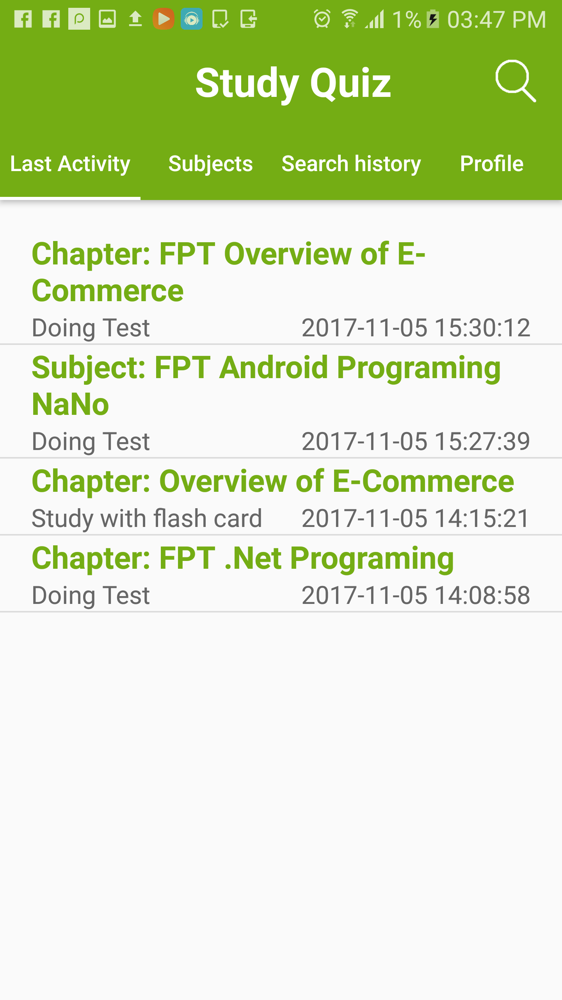 1% 03:47 PM
Study Quiz
Last Activity Subjects Search history Profile
Chapter: FPT Overview of E-
Commerce
Doing Test 2017-11-05 15:30:12
Subject: FPT Android Programing
NaNo
Doing Test 2017-11-05 15:27:39
Chapter: Overview of E-Commerce
Study with flash card 2017-11-05 14:15:21
Chapter: FPT .Net Programing
Doing Test 2017-11-05 14:08:58